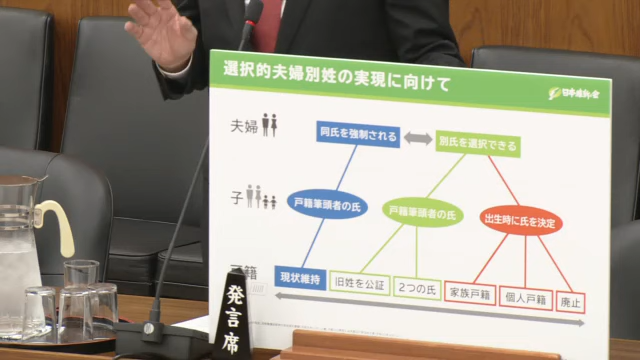 選択的夫婦別姓の実現に向けて
日本維新の会
夫婦
同氏を強制される
別氏を選択できる
子
戸籍筆頭者の氏
戸籍筆頭者の氏
出生時に氏を決定
戸籍
現状維持
旧姓を公証
2つの氏
家族戸籍
個人戸籍
廃止
発言席